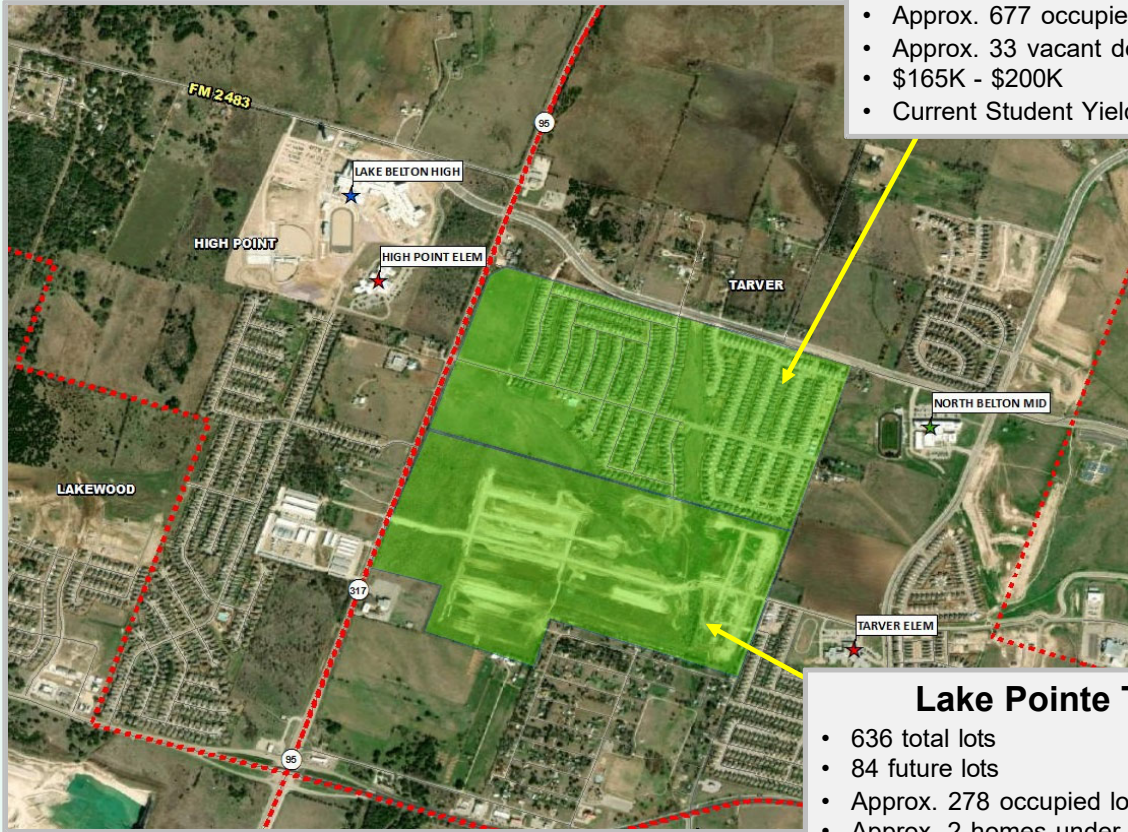 • Approx. 677 occupie
• Approx. 33 vacant de
• $165K - $200K
• Current Student Yield
FM 2483
95
LAKE BELTON HIGH
HIGH POINT
HIGH POINT ELEM
TARVER
NORTH BELTON MID
LAKEWOOD
317
TARVER ELEM
Lake Pointe T
• 636 total lots
• 84 future lots
• Approx. 278 occupied lo
• Approx. 2 homes under
95